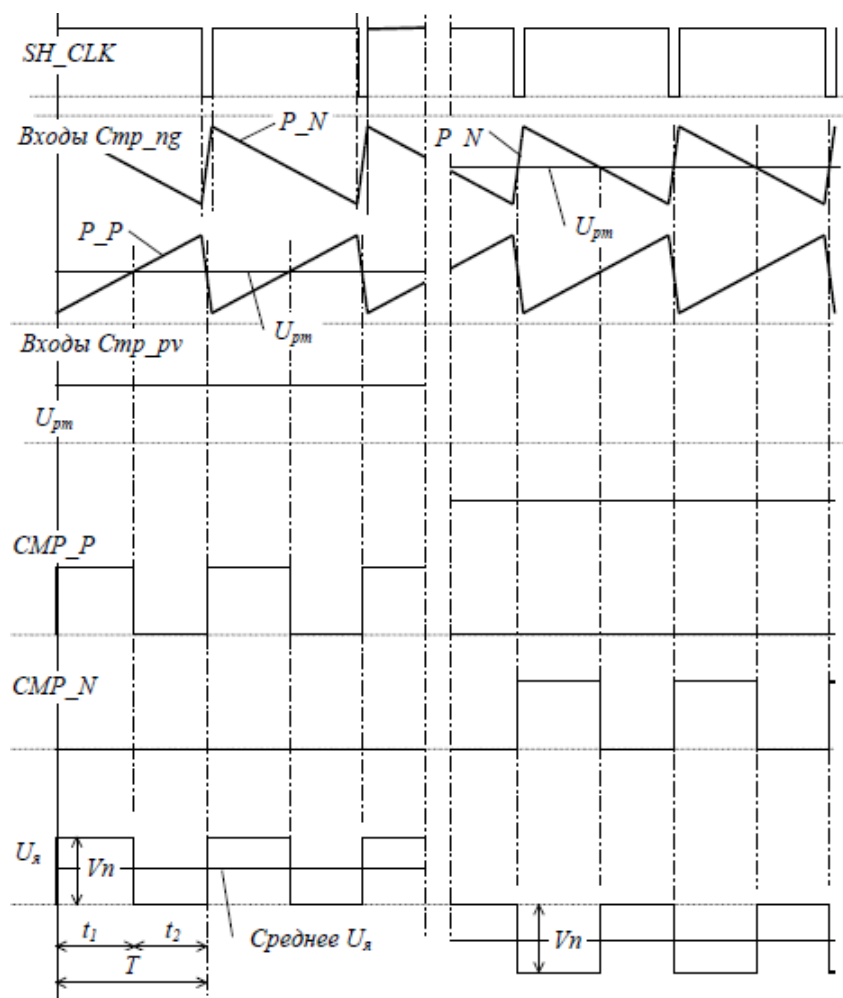 SH_CLK
Входы Cmp_ng
P_N
P_N
P_P
U_pm
U_pm
Входы Cmp_pv
U_pm
CMP_P
CMP_N
U_я
Vn
Среднее U_я
Vn
t_1
t_2
T